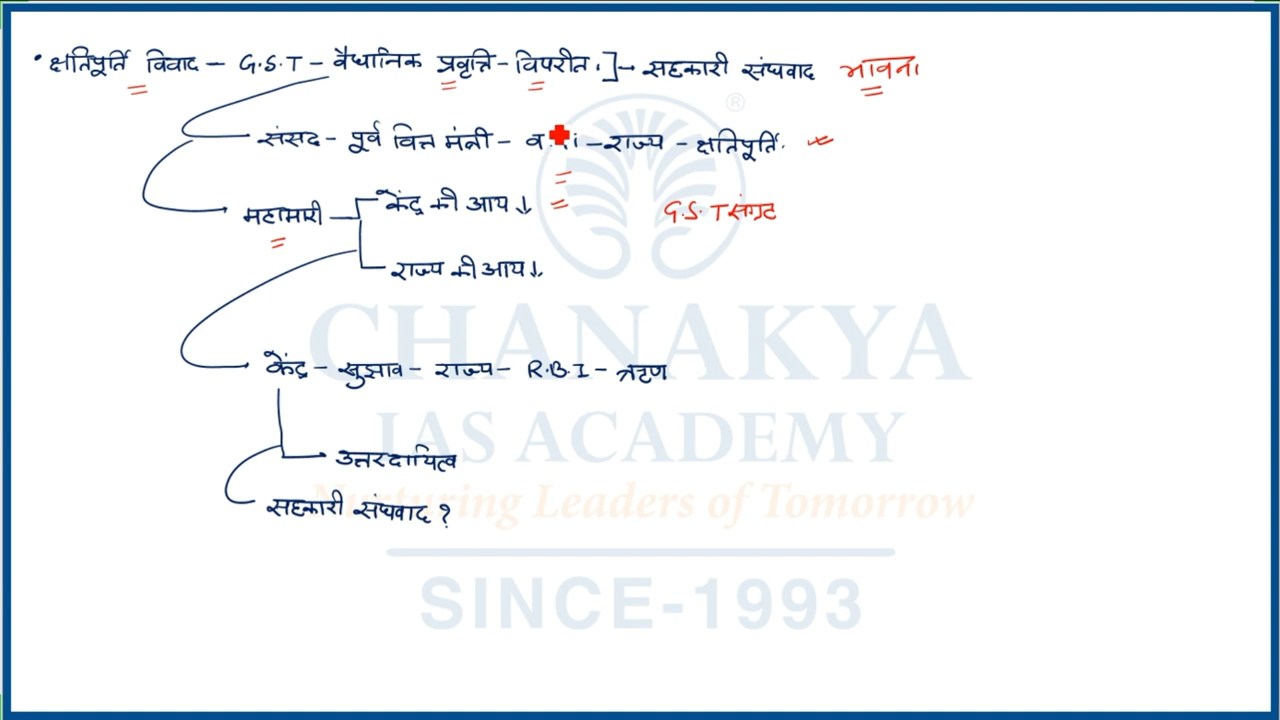 • क्षतिपूर्ति विवाद – G.S.T – वैधानिक प्रवृत्ति – विपरीत.]→ सहकारी संघवाद भावना
संसद – पूर्व वित्त मंत्री – – राज्य – क्षतिपूर्ति.
महामारी – केंद्र की आय↓
G.S.T संग्रह
राज्य की आय↓.
केंद्र – सुझाव – राज्य – R.B.I – ऋण
उत्तरदायित्व
सहकारी संघवाद ?
®
CHANAKYA
IAS ACADEMY
Nurturing Leaders of Tomorrow
SINCE-1993